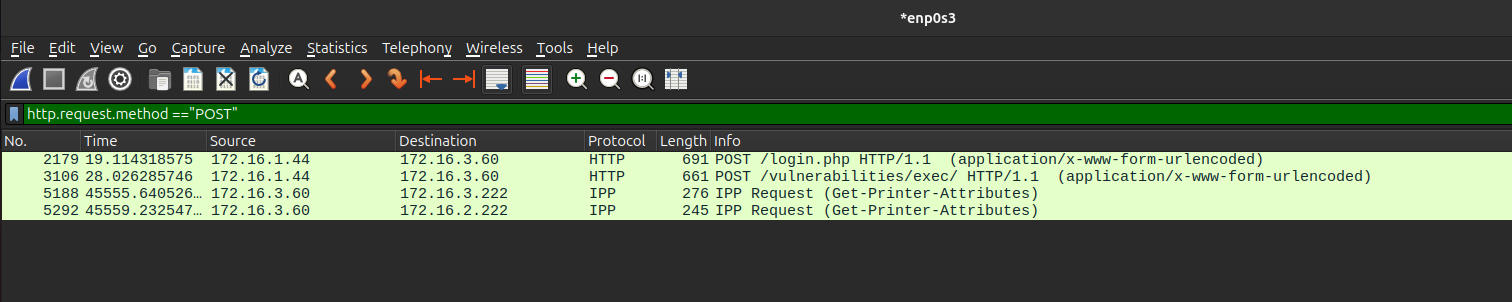 *enp0s3
File Edit View Go Capture Analyze Statistics Telephony Wireless Tools Help
http.request.method =="POST"
No. Time Source Destination Protocol Length Info
2179 19.114318575 172.16.1.44 172.16.3.60 HTTP 691 POST /login.php HTTP/1.1 (application/x-www-form-urlencoded)
3106 28.026285746 172.16.1.44 172.16.3.60 HTTP 661 POST /vulnerabilities/exec/ HTTP/1.1 (application/x-www-form-urlencoded)
5188 45555.640526… 172.16.3.60 172.16.3.222 IPP 276 IPP Request (Get-Printer-Attributes)
5292 45559.232547… 172.16.3.60 172.16.2.222 IPP 245 IPP Request (Get-Printer-Attributes)